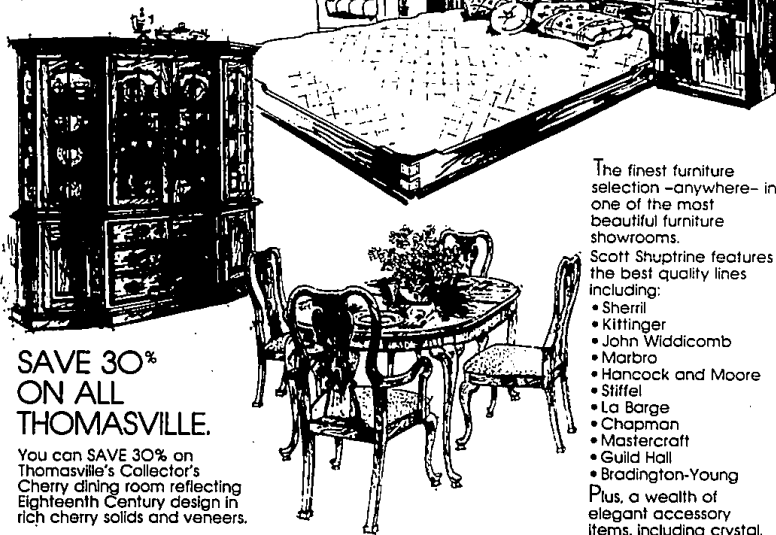 SAVE 30%
ON ALL
THOMASVILLE.
You can SAVE 30% on
Thomasville's Collector's
Cherry dining room reflecting
Eighteenth Century design in
rich cherry solids and veneers.
The finest furniture
selection –anywhere– in
one of the most
beautiful furniture
showrooms.
Scott Shuptrine features
the best quality lines
including:
• Sherril
• Kittinger
• John Widdicomb
• Marbro
• Hancock and Moore
• Stiffel
• La Barge
• Chapman
• Mastercraft
• Guild Hall
• Bradington-Young
Plus, a wealth of
elegant accessory
items, including crystal,